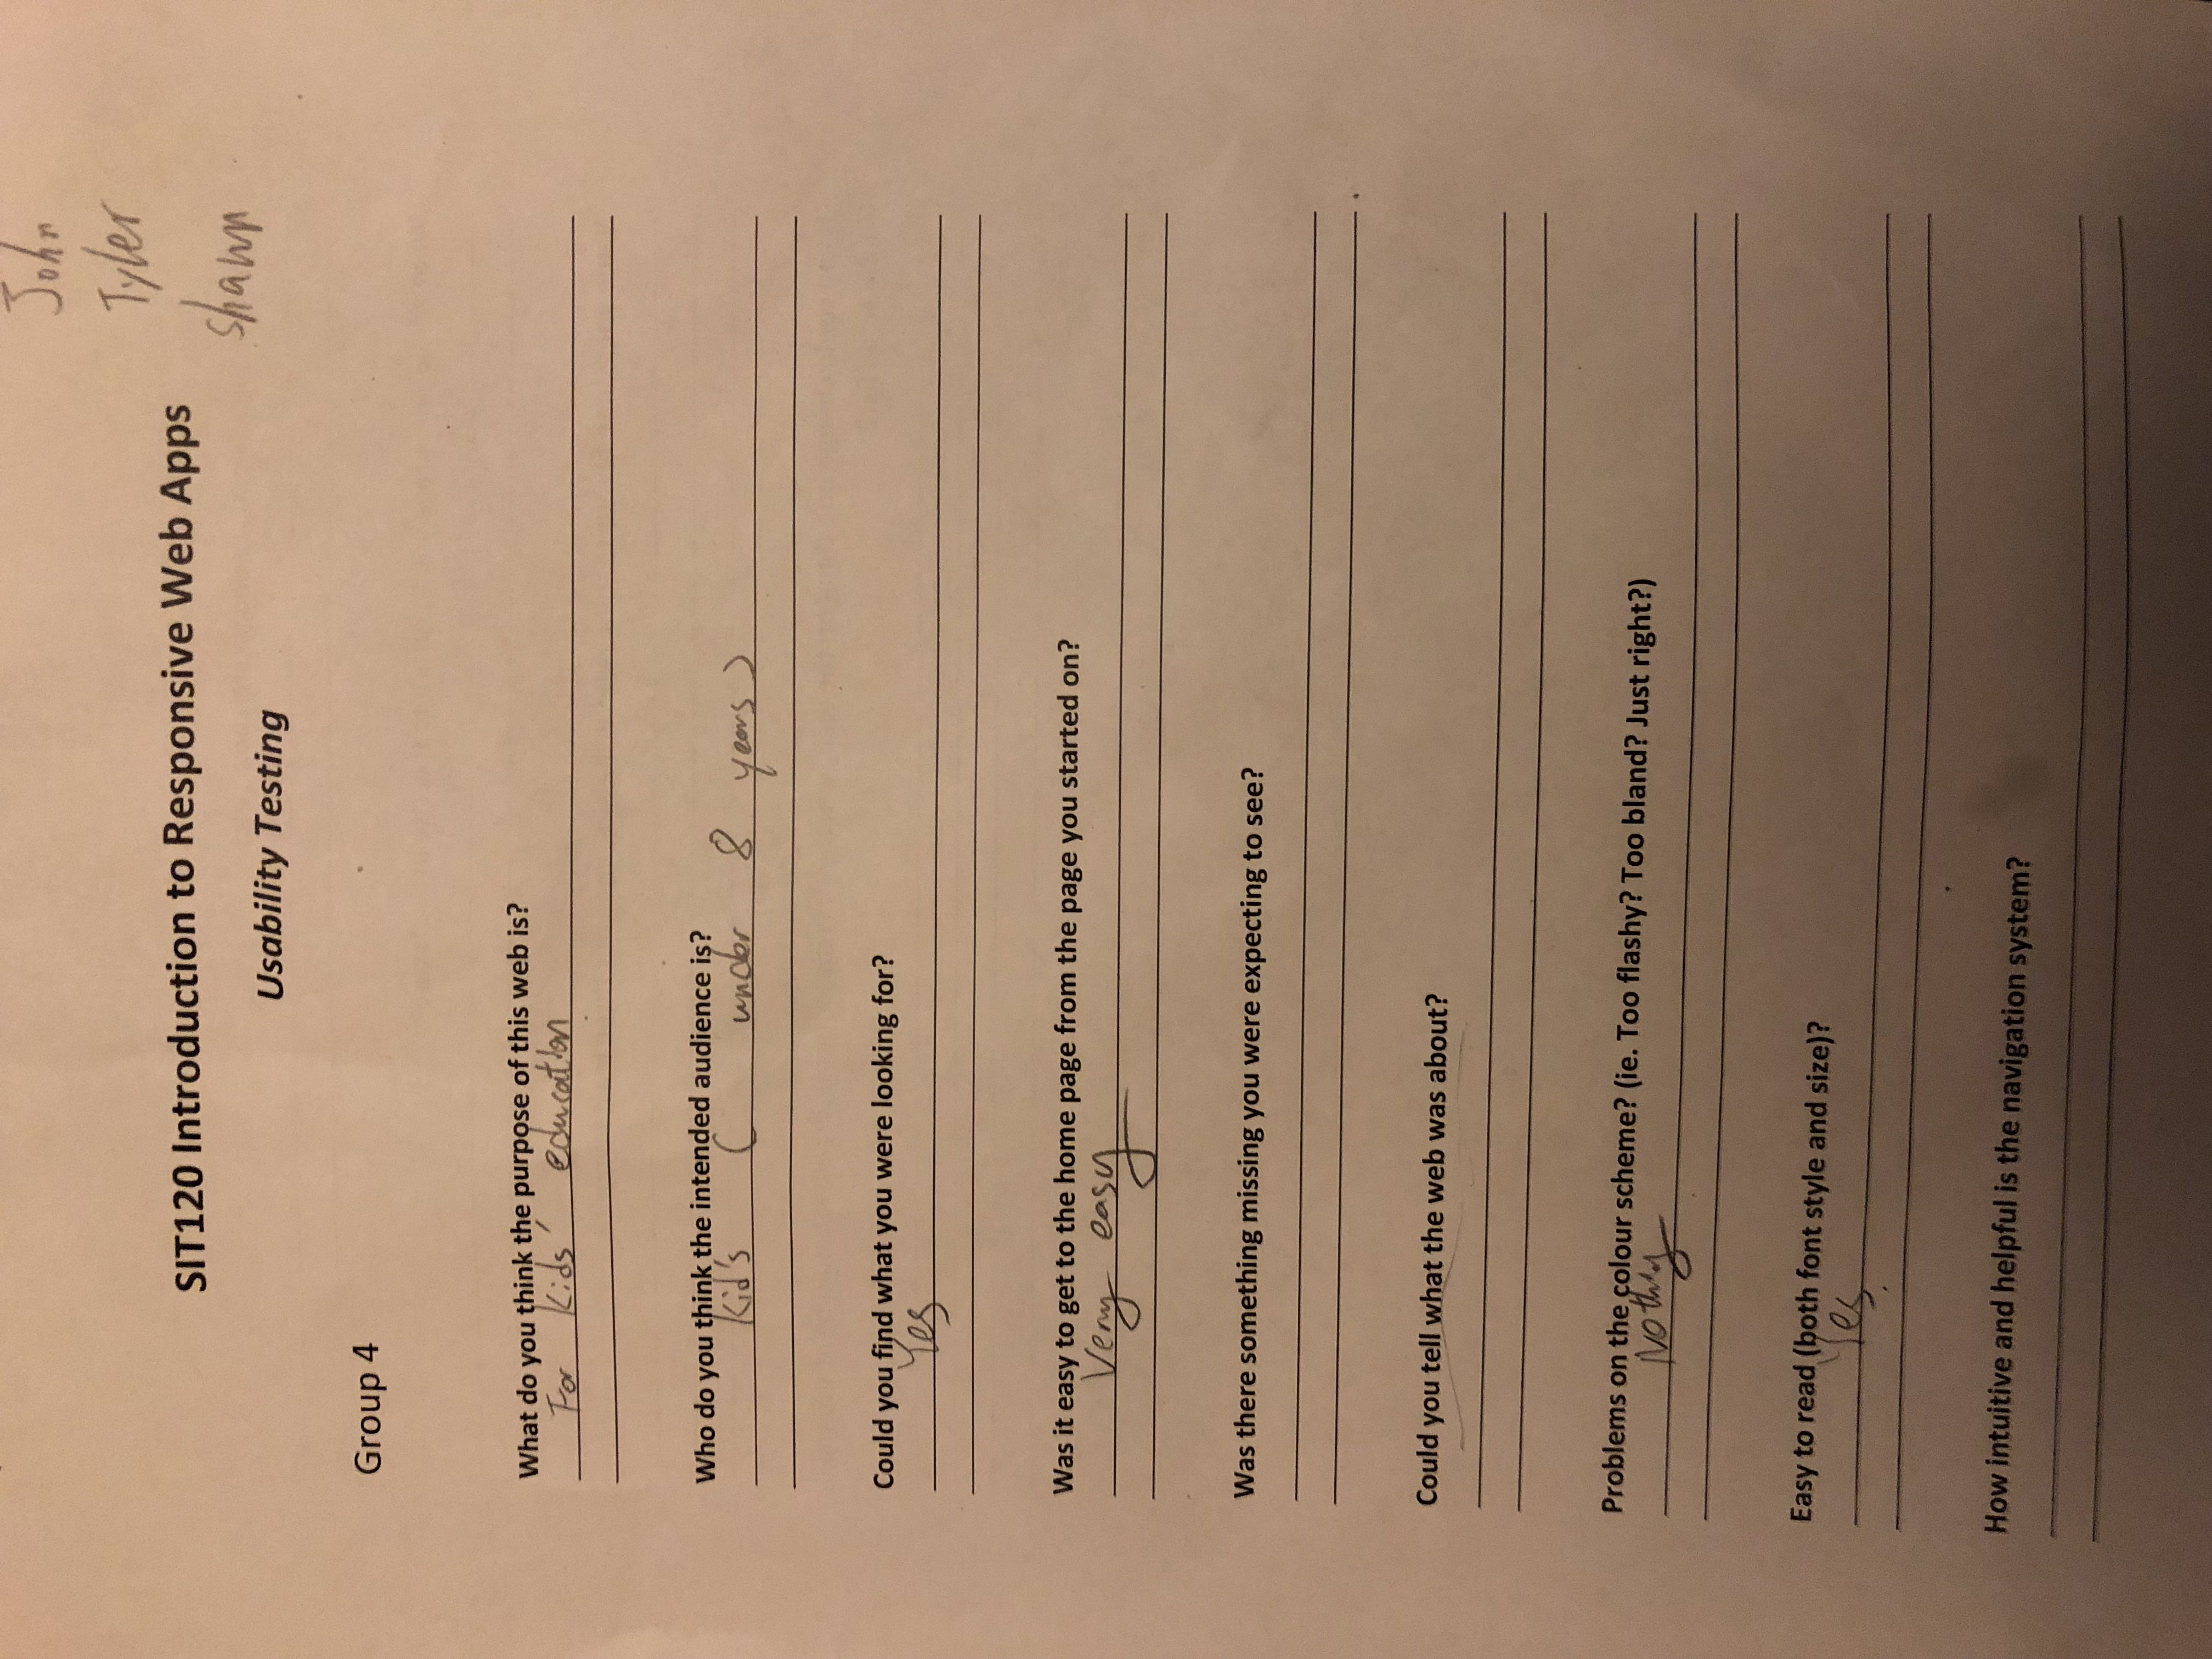 John
Tyler
Shawn
SIT120 Introduction to Responsive Web Apps
Usability Testing
Group 4
What do you think the purpose of this web is?
For Kids' education
Who do you think the intended audience is?
Kid's ( under 8 years )
Could you find what you were looking for?
Yes
Was it easy to get to the home page from the page you started on?
Very easy
Was there something missing you were expecting to see?
Could you tell what the web was about?
Problems on the colour scheme? (ie. Too flashy? Too bland? Just right?)
Nothing
Easy to read (both font style and size)?
Yes
How intuitive and helpful is the navigation system?